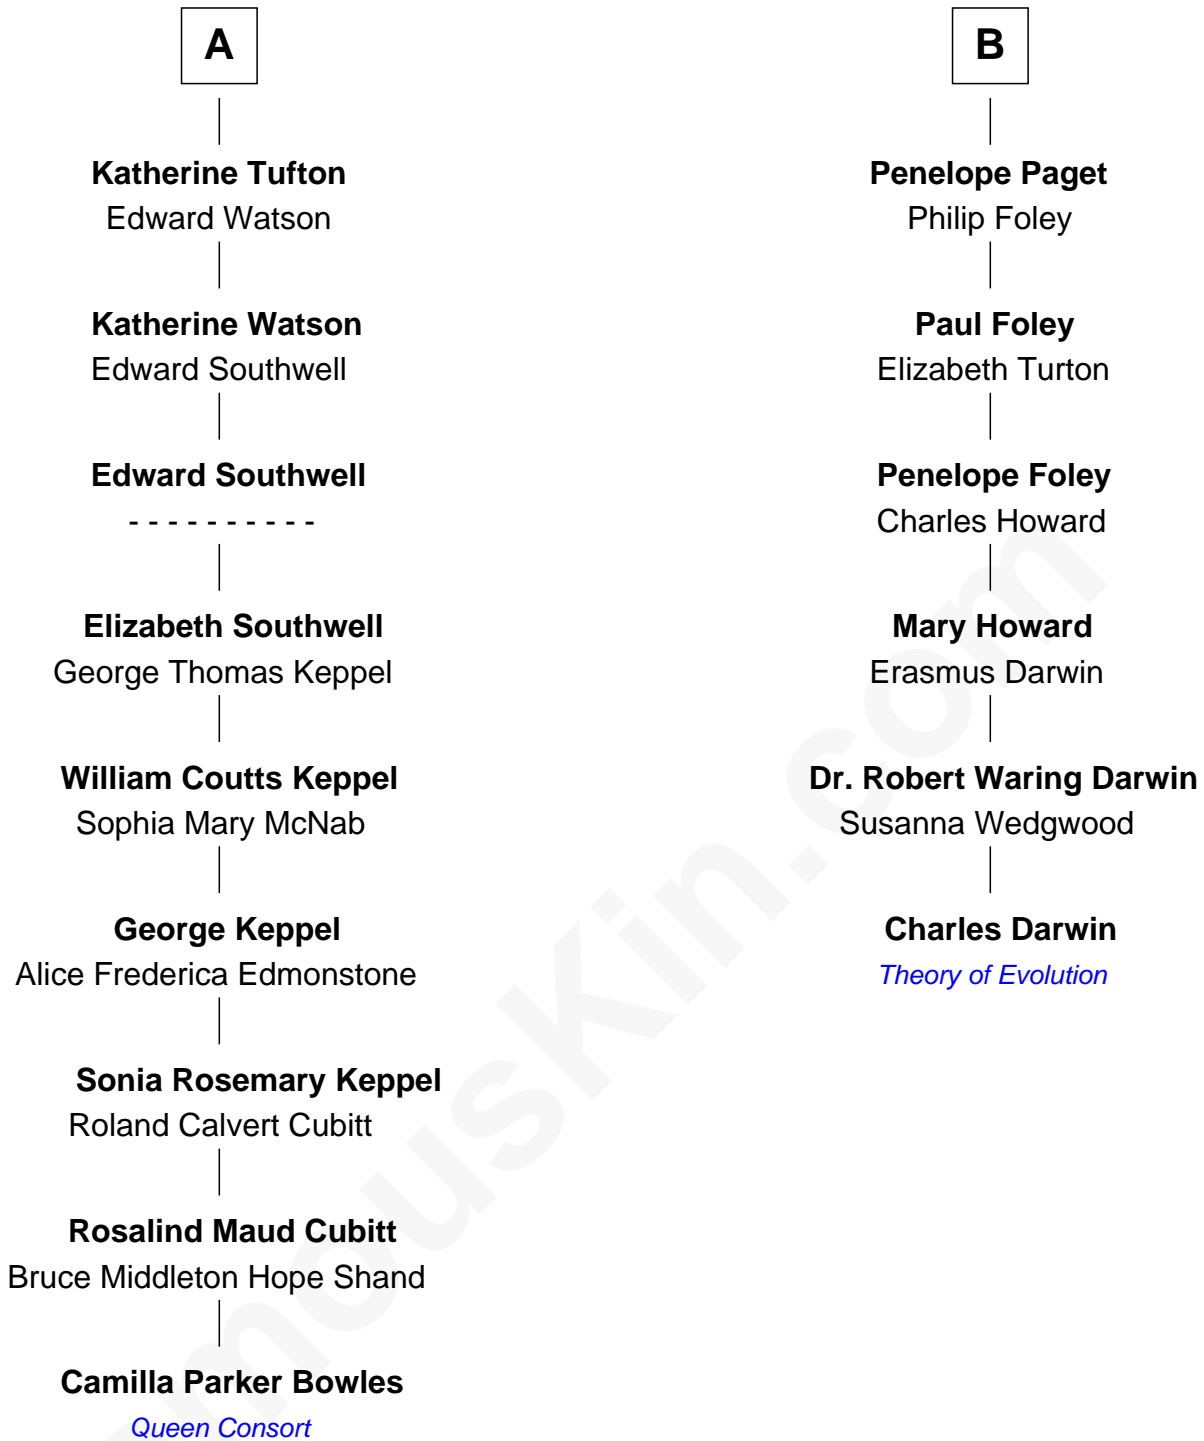 A
Katherine Tufton
Edward Watson
Katherine Watson
Edward Southwell
Edward Southwell
- - - - - - - - - -
Elizabeth Southwell
George Thomas Keppel
William Coutts Keppel
Sophia Mary McNab
George Keppel
Alice Frederica Edmonstone
Sonia Rosemary Keppel
Roland Calvert Cubitt
Rosalind Maud Cubitt
Bruce Middleton Hope Shand
Camilla Parker Bowles
Queen Consort
B
Penelope Paget
Philip Foley
Paul Foley
Elizabeth Turton
Penelope Foley
Charles Howard
Mary Howard
Erasmus Darwin
Dr. Robert Waring Darwin
Susanna Wedgwood
Charles Darwin
Theory of Evolution
mousKin.com